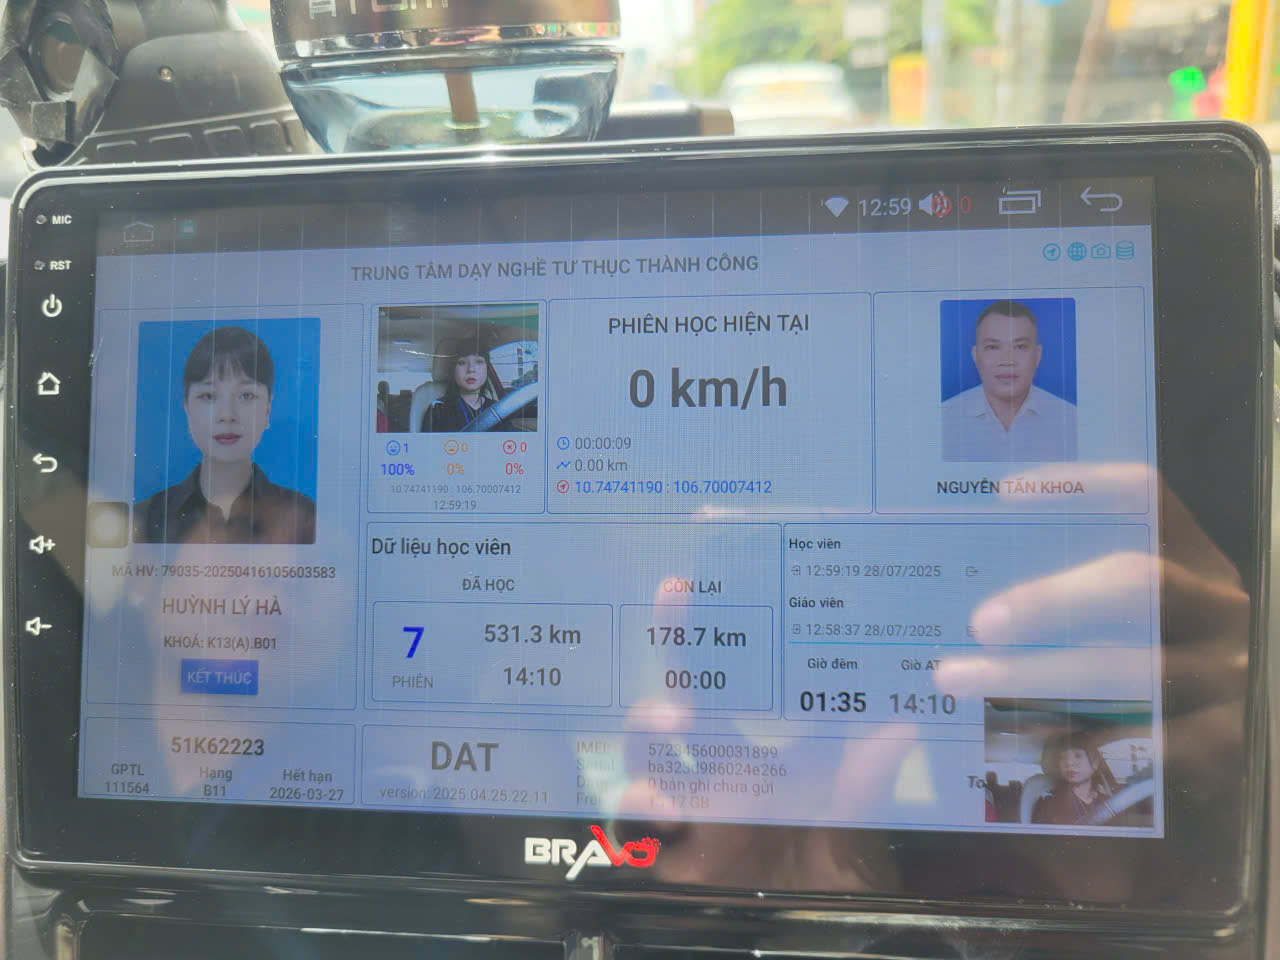 MIC
RST
12:59
0
TRUNG TÂM DẠY NGHỀ TƯ THỤC THÀNH CÔNG
MÃ HV: 79035-20250416105603583
HUỲNH LÝ HÀ
KHOÁ: K13(A).B01
KẾT THÚC
1 0 0
100% 0% 0%
10.74741190 : 106.70007412
12:59:19
PHIÊN HỌC HIỆN TẠI
0 km/h
00:00:09
0.00 km
10.74741190 : 106.70007412
NGUYỄN TẤN KHOA
Dữ liệu học viên
ĐÃ HỌC
7
PHIÊN
531.3 km
14:10
CÒN LẠI
178.7 km
00:00
Học viên
12:59:19 28/07/2025
Giáo viên
12:58:37 28/07/2025
Giờ đêm Giờ AT
01:35 14:10
51K62223
GPTL Hạng Hết hạn
111564 B11 2026-03-27
DAT
version: 2025.04.25.22.11
IMEI: 572345600031899
Serial: ba323d986024e266
0 bản ghi chưa gửi
GB
BRAVO